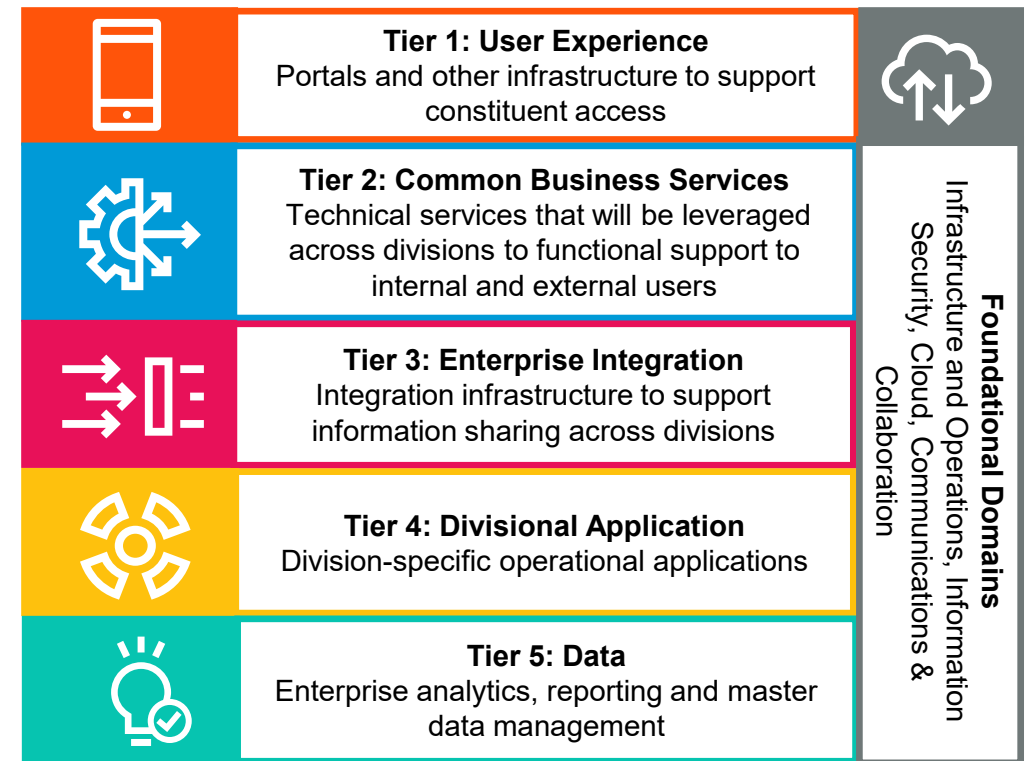 Tier 1: User Experience
Portals and other infrastructure to support
constituent access
Tier 2: Common Business Services
Technical services that will be leveraged
across divisions to functional support to
internal and external users
Tier 3: Enterprise Integration
Integration infrastructure to support
information sharing across divisions
Tier 4: Divisional Application
Division-specific operational applications
Tier 5: Data
Enterprise analytics, reporting and master
data management
Foundational Domains
Infrastructure and Operations, Information
Security, Cloud, Communications &
Collaboration